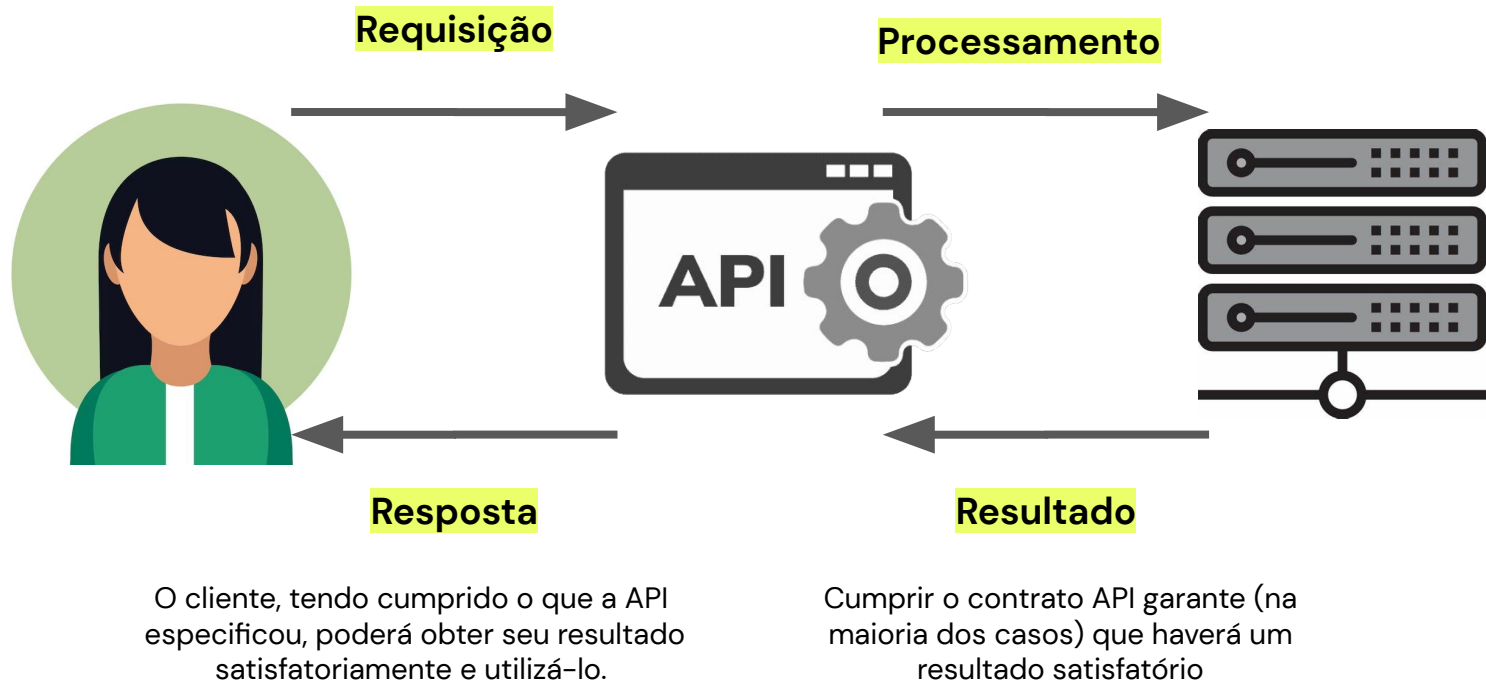 Requisição
Processamento
API
Resposta
Resultado
O cliente, tendo cumprido o que a API
especificou, poderá obter seu resultado
satisfatoriamente e utilizá-lo.
Cumprir o contrato API garante (na
maioria dos casos) que haverá um
resultado satisfatório